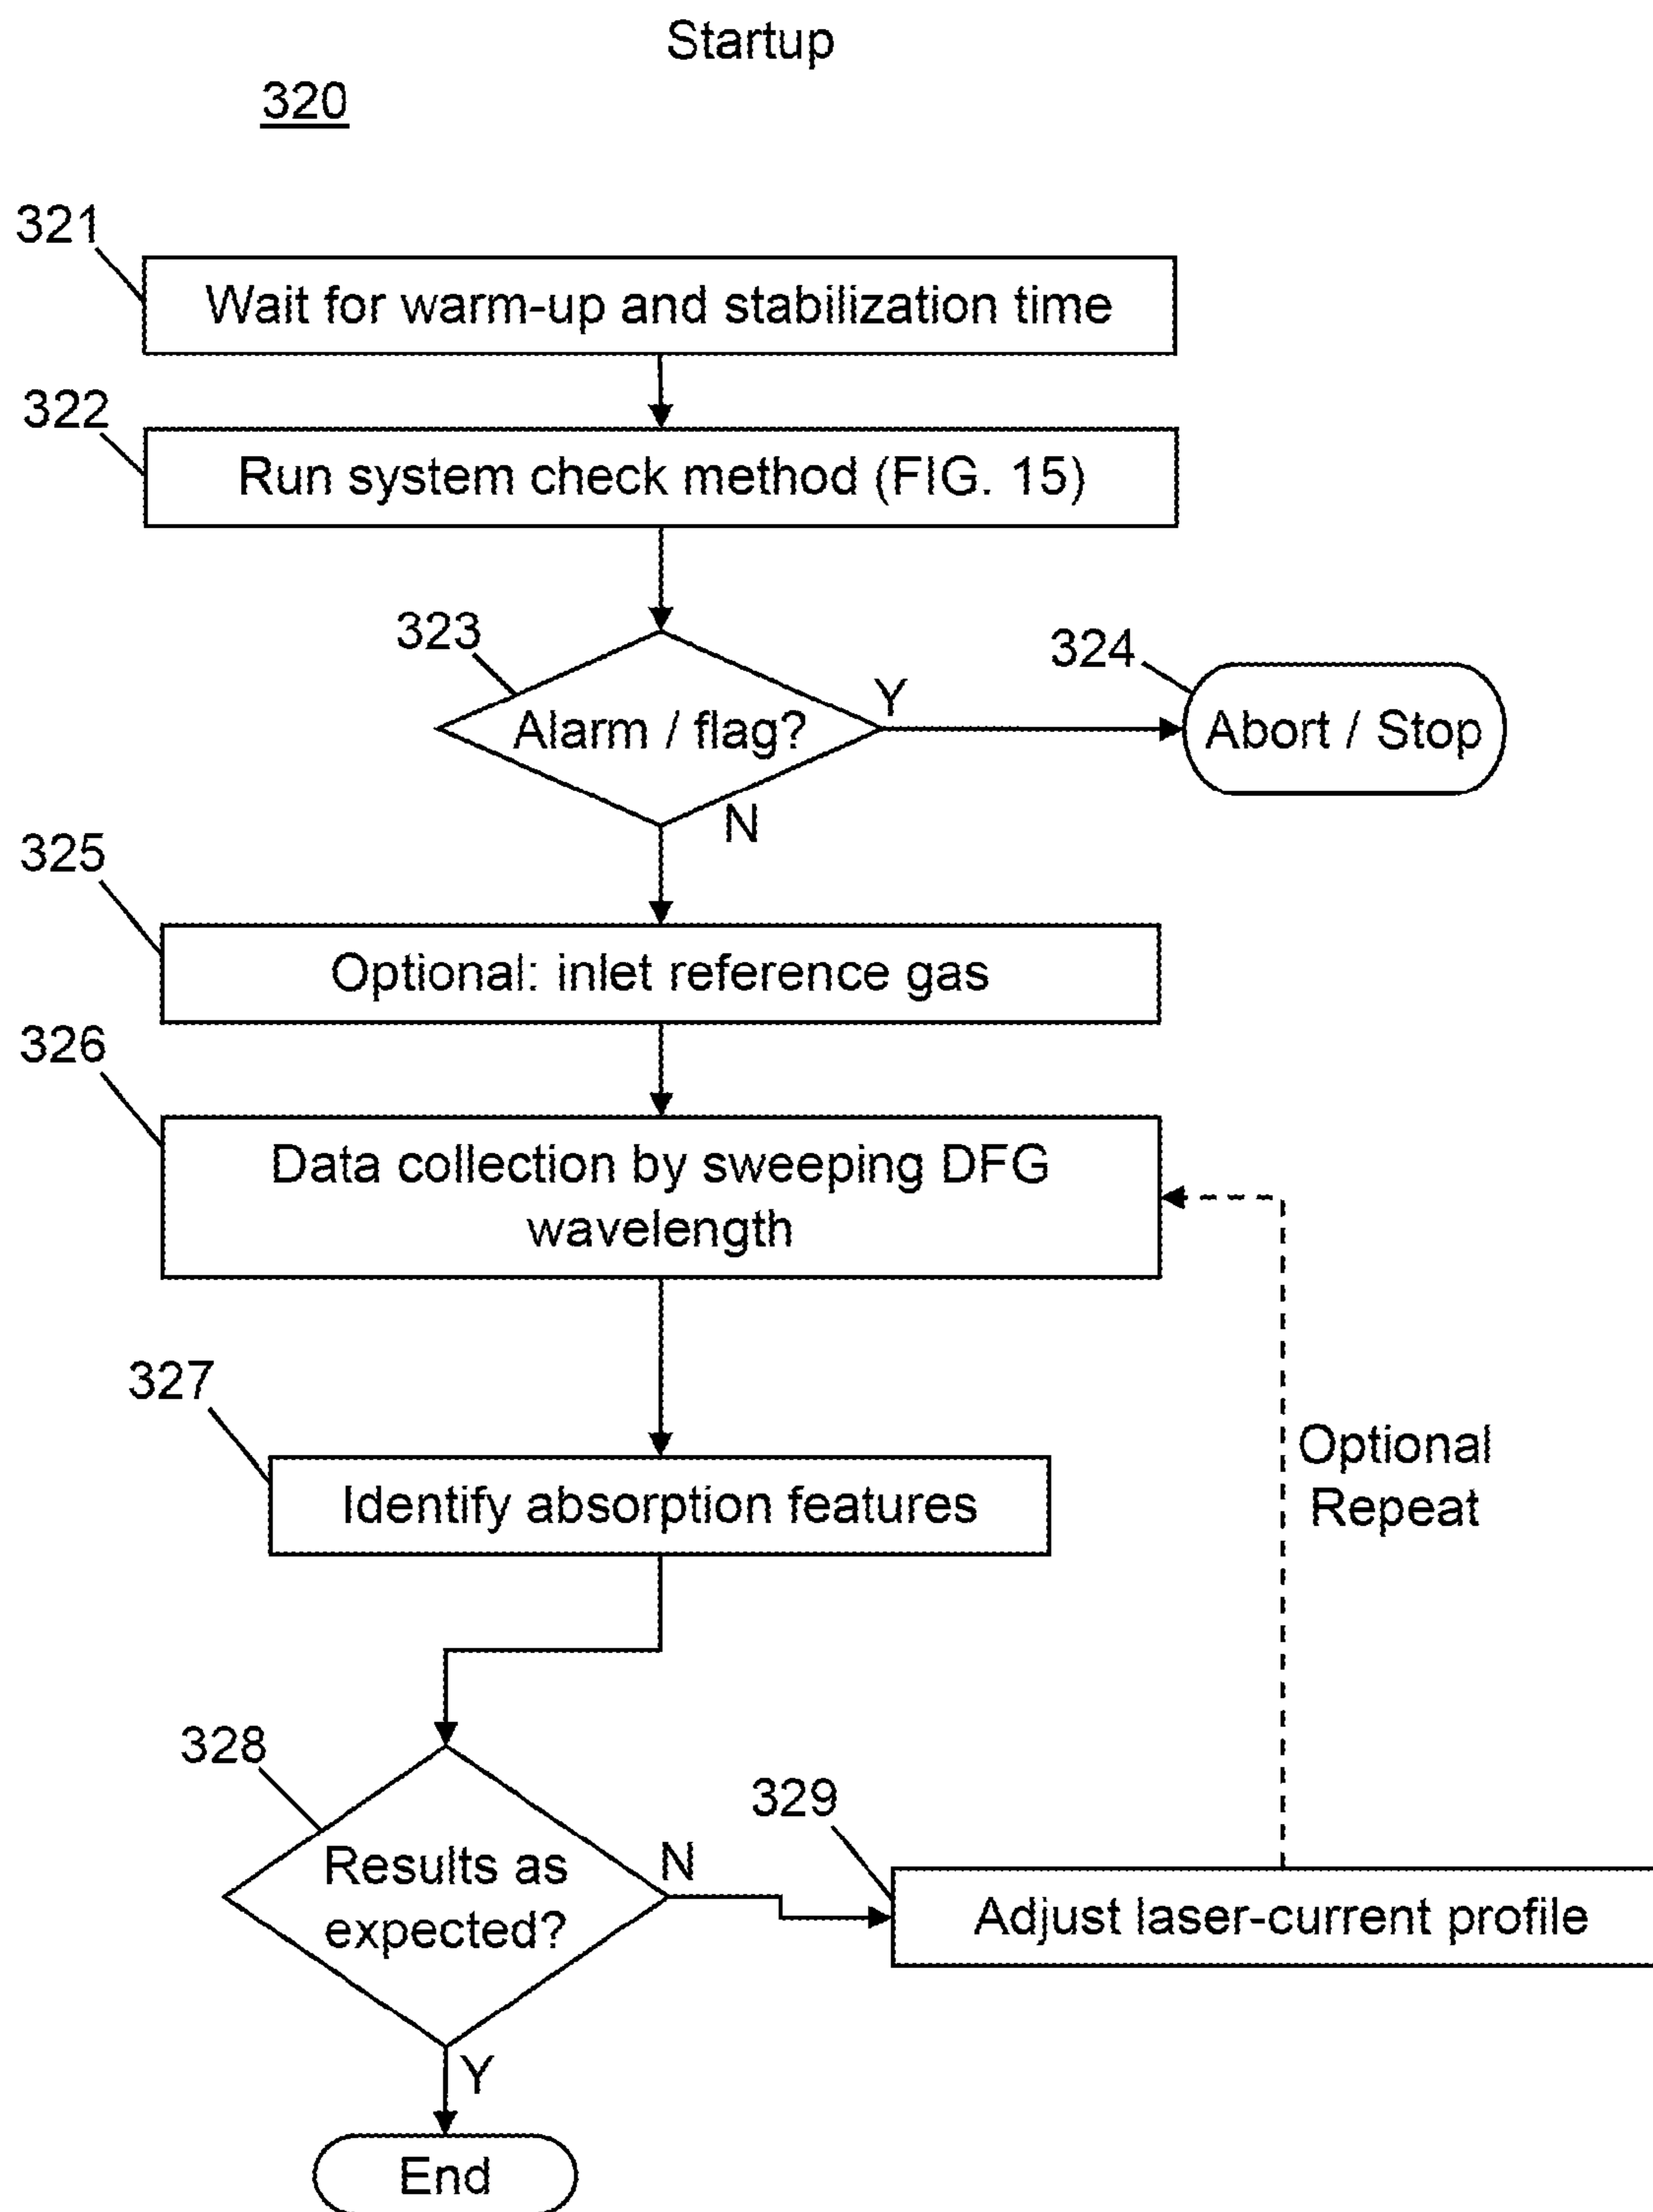 Startup
320
321
Wait for warm-up and stabilization time
322
Run system check method (FIG. 15)
323
Alarm / flag?
Y
324
Abort / Stop
N
325
Optional: inlet reference gas
326
Data collection by sweeping DFG
wavelength
327
Identify absorption features
Optional
Repeat
328
Results as
expected?
N
329
Adjust laser-current profile
Y
End